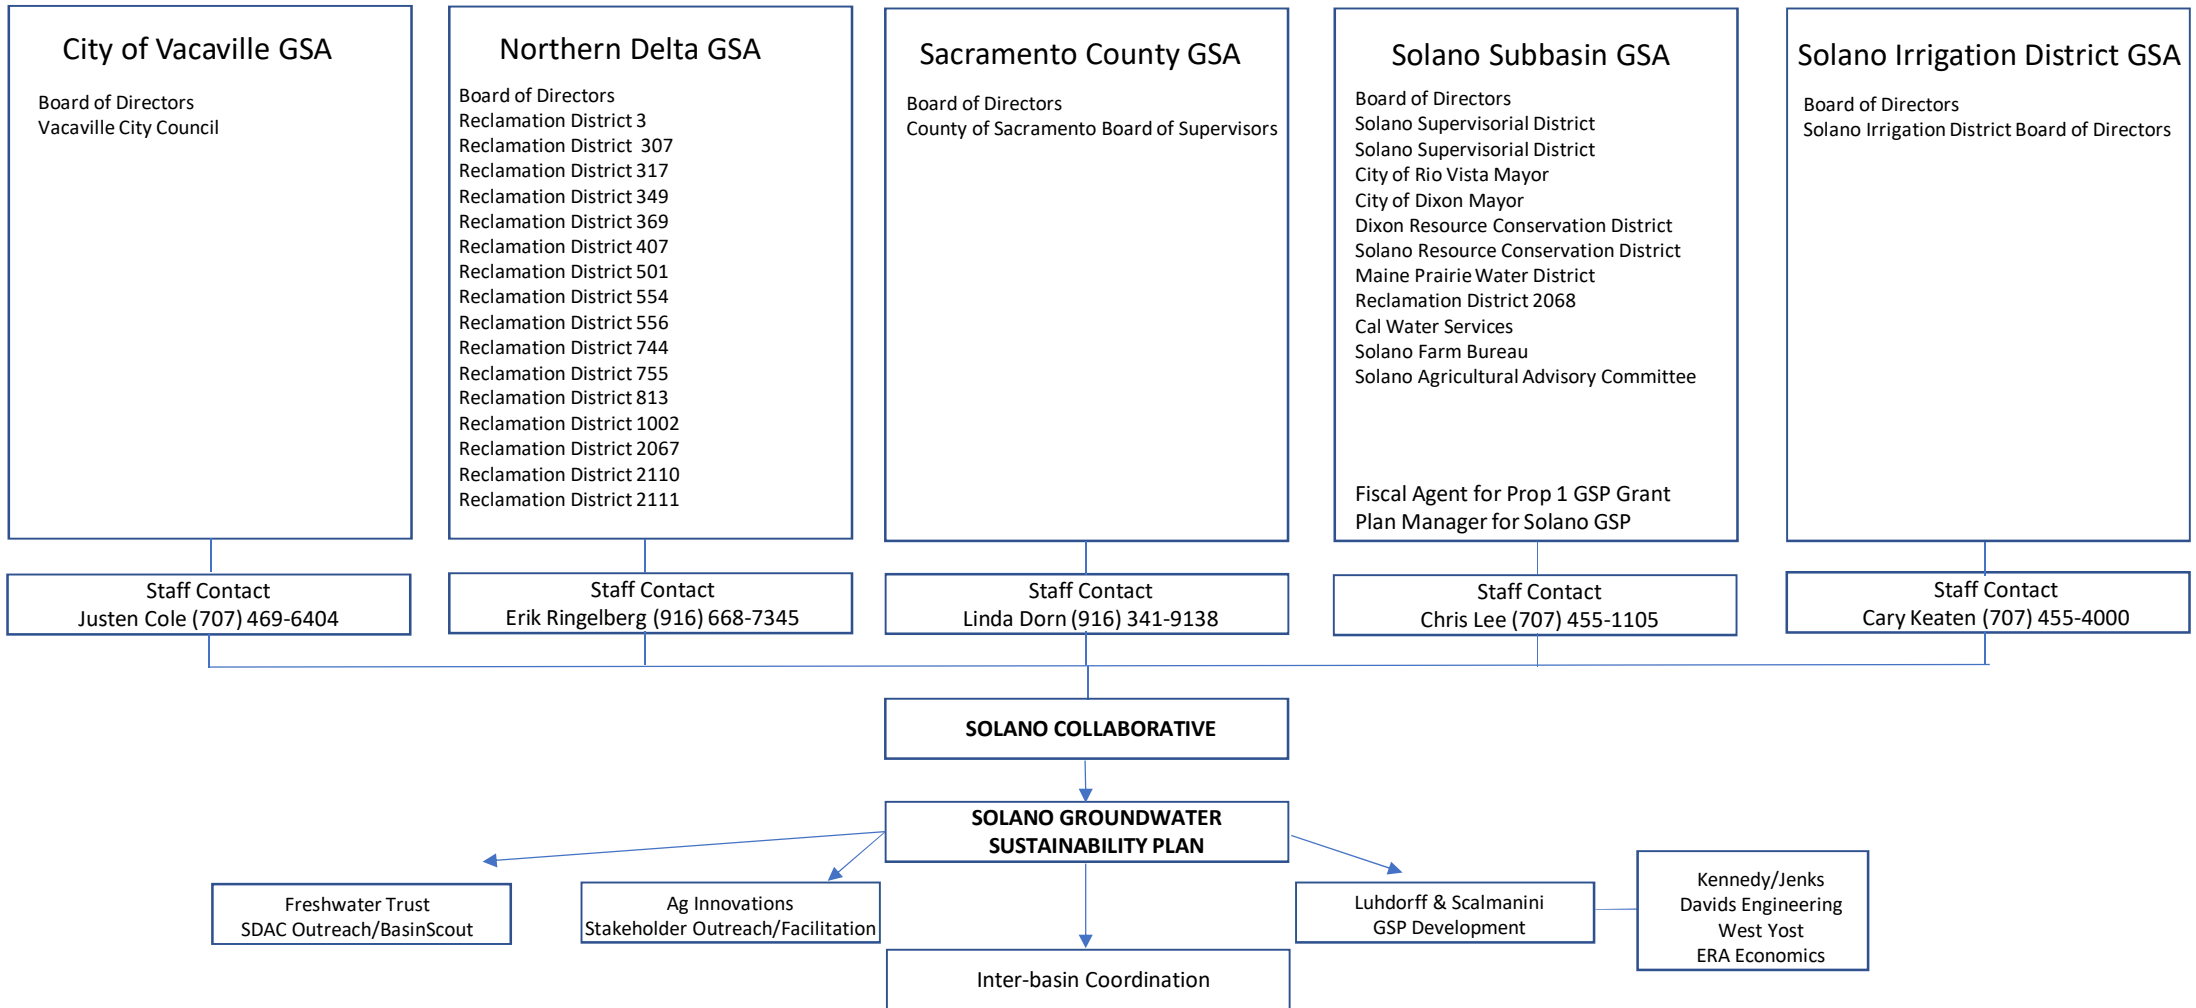 City of Vacaville GSA
Board of Directors
Vacaville City Council
Northern Delta GSA
Board of Directors
Reclamation District 3
Reclamation District 307
Reclamation District 317
Reclamation District 349
Reclamation District 369
Reclamation District 407
Reclamation District 501
Reclamation District 554
Reclamation District 556
Reclamation District 744
Reclamation District 755
Reclamation District 813
Reclamation District 1002
Reclamation District 2067
Reclamation District 2110
Reclamation District 2111
Sacramento County GSA
Board of Directors
County of Sacramento Board of Supervisors
Solano Subbasin GSA
Board of Directors
Solano Supervisorial District
Solano Supervisorial District
City of Rio Vista Mayor
City of Dixon Mayor
Dixon Resource Conservation District
Solano Resource Conservation District
Maine Prairie Water District
Reclamation District 2068
Cal Water Services
Solano Farm Bureau
Solano Agricultural Advisory Committee
Fiscal Agent for Prop 1 GSP Grant
Plan Manager for Solano GSP
Solano Irrigation District GSA
Board of Directors
Solano Irrigation District Board of Directors
Staff Contact
Justen Cole (707) 469-6404
Staff Contact
Erik Ringelberg (916) 668-7345
Staff Contact
Linda Dorn (916) 341-9138
Staff Contact
Chris Lee (707) 455-1105
Staff Contact
Cary Keaten (707) 455-4000
SOLANO COLLABORATIVE
SOLANO GROUNDWATER
SUSTAINABILITY PLAN
Freshwater Trust
SDAC Outreach/BasinScout
Ag Innovations
Stakeholder Outreach/Facilitation
Luhdorff & Scalmanini
GSP Development
Kennedy/Jenks
Davids Engineering
West Yost
ERA Economics
Inter-basin Coordination